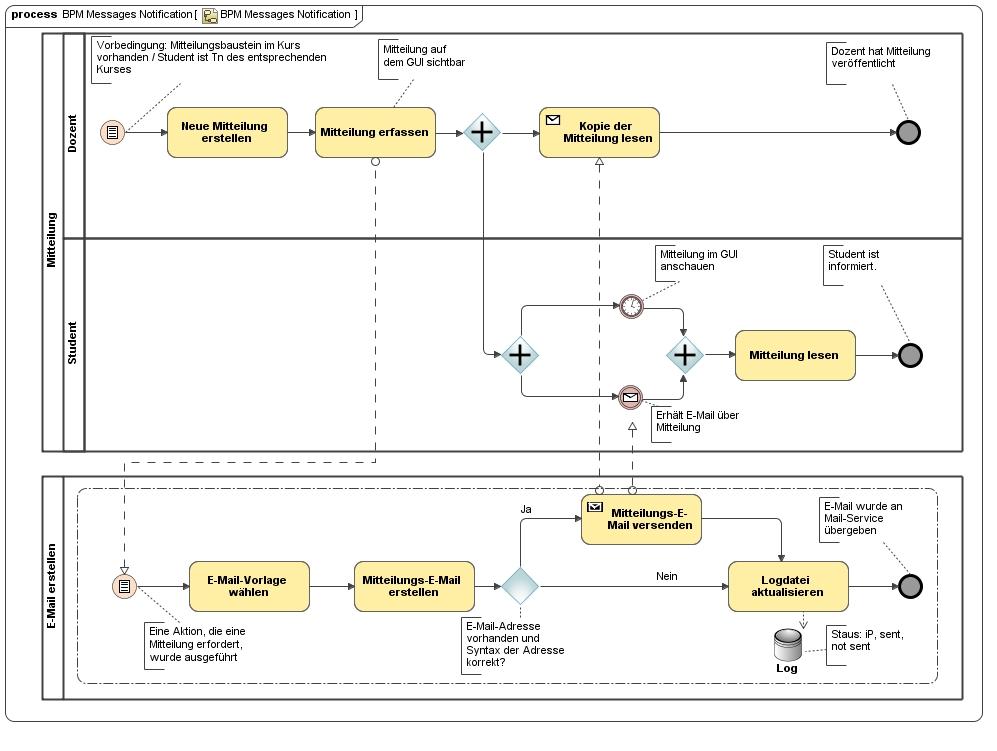 process BPM Messages Notification [ BPM Messages Notification ]
Mitteilung
Dozent
Vorbedingung: Mitteilungsbaustein im Kurs
vorhanden / Student ist Tn des entsprechenden
Kurses
Mitteilung auf
dem GUI sichtbar
Dozent hat Mitteilung
veröffentlicht
Neue Mitteilung
erstellen
Mitteilung erfassen
Kopie der
Mitteilung lesen
Student
Mitteilung im GUI
anschauen
Student ist
informiert.
Mitteilung lesen
Erhält E-Mail über
Mitteilung
E-Mail erstellen
Ja
Mitteilungs-E-
Mail versenden
E-Mail wurde an
Mail-Service
übergeben
E-Mail-Vorlage
wählen
Mitteilungs-E-Mail
erstellen
Nein
Logdatei
aktualisieren
Eine Aktion, die eine
Mitteilung erfordert,
wurde ausgeführt
E-Mail-Adresse
vorhanden und
Syntax der Adresse
korrekt?
Log
Staus: iP, sent,
not sent